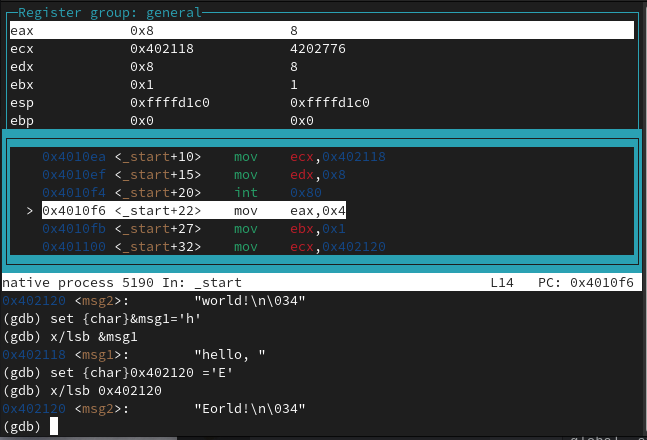 Register group: general
eax 0x8 8
ecx 0x402118 4202776
edx 0x8 8
ebx 0x1 1
esp 0xffffd1c0 0xffffd1c0
ebp 0x0 0x0
0x4010ea <_start+10> mov ecx,0x402118
0x4010ef <_start+15> mov edx,0x8
0x4010f4 <_start+20> int 0x80
> 0x4010f6 <_start+22> mov eax,0x4
0x4010fb <_start+27> mov ebx,0x1
0x401100 <_start+32> mov ecx,0x402120
native process 5190 In: _start L14 PC: 0x4010f6
0x402120 <msg2>: "world!\n\034"
(gdb) set {char}&msg1='h'
(gdb) x/lsb &msg1
0x402118 <msg1>: "hello, "
(gdb) set {char}0x402120 ='E'
(gdb) x/lsb 0x402120
0x402120 <msg2>: "Eorld!\n\034"
(gdb)